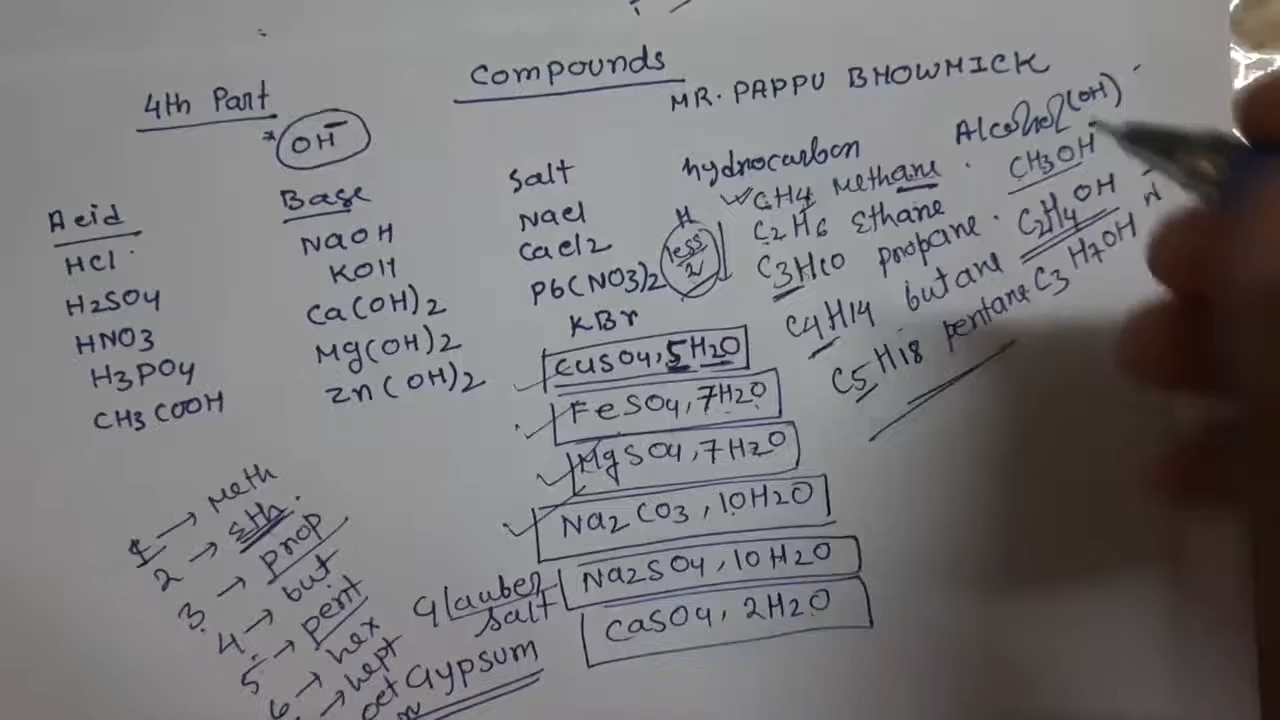 Compounds
4th Part
MR. PAPPU BHOWMICK
* OH-
Acid
HCl
H2SO4
HNO3
H3PO4
CH3COOH
Base
NaOH
KOH
Ca(OH)2
Mg(OH)2
Zn(OH)2
Salt
Nacl
Cacl2
Pb(NO3)2
KBr
CuSO4, 5H2O
FeSO4, 7H2O
MgSO4, 7H2O
Na2CO3, 10H2O
Glauber salt Na2SO4, 10H2O
Gypsum CaSO4, 2H2O
hydrocarbon
CH4 Methane
C2H6 Ethane
C3H10 propane
C4H14 butane
C5H18 pentane
H
less
2
Alcohol (OH)
CH3OH
C2H4OH
C3H7OH
1 → Meth
2 → Eth
3 → prop
4 → but
5 → pent
6 → hex
→ hept
oct